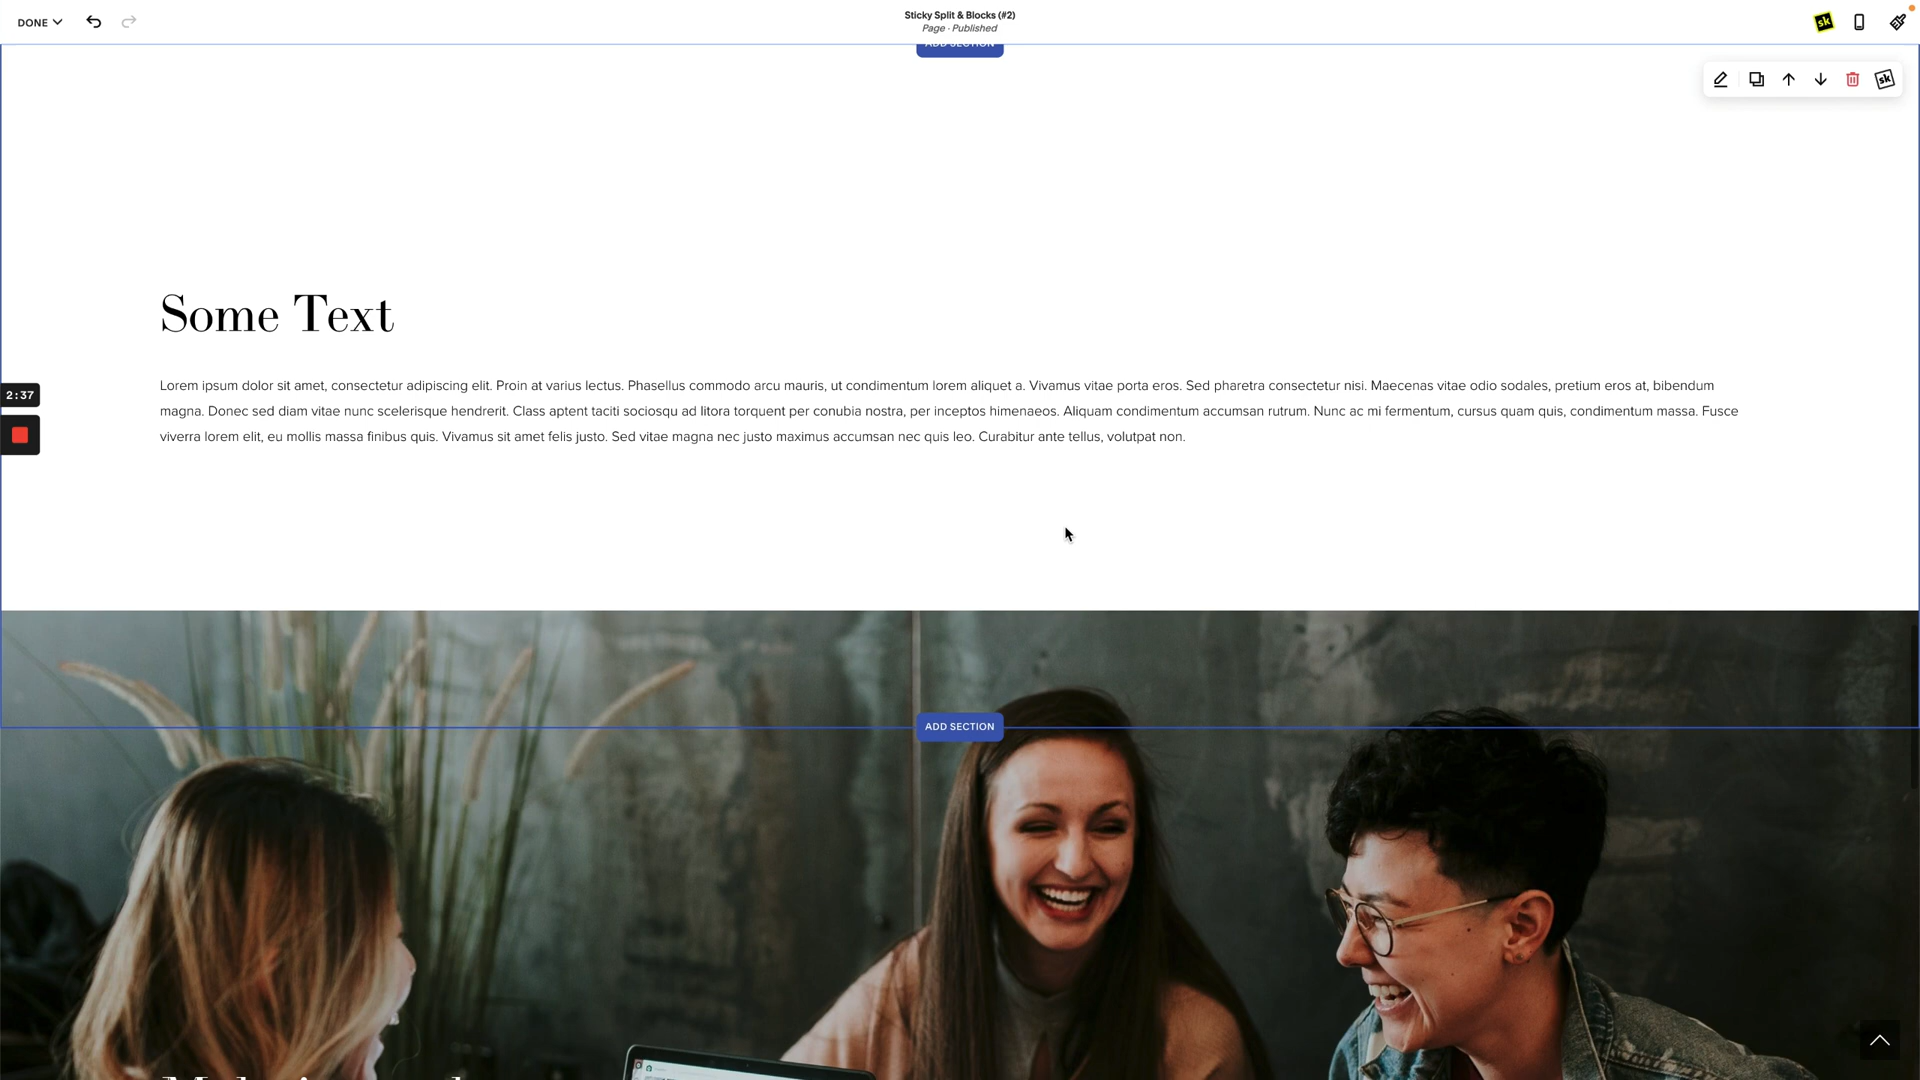 DONE
Sticky Split & Blocks (#2)
Page · Published
sk
ADD SECTION
sk
Some Text
2:37
Lorem ipsum dolor sit amet, consectetur adipiscing elit. Proin at varius lectus. Phasellus commodo arcu mauris, ut condimentum lorem aliquet a. Vivamus vitae porta eros. Sed pharetra consectetur nisi. Maecenas vitae odio sodales, pretium eros at, bibendum
magna. Donec sed diam vitae nunc scelerisque hendrerit. Class aptent taciti sociosqu ad litora torquent per conubia nostra, per inceptos himenaeos. Aliquam condimentum accumsan rutrum. Nunc ac mi fermentum, cursus quam quis, condimentum massa. Fusce
viverra lorem elit, eu mollis massa finibus quis. Vivamus sit amet felis justo. Sed vitae magna nec justo maximus accumsan nec quis leo. Curabitur ante tellus, volutpat non.
ADD SECTION